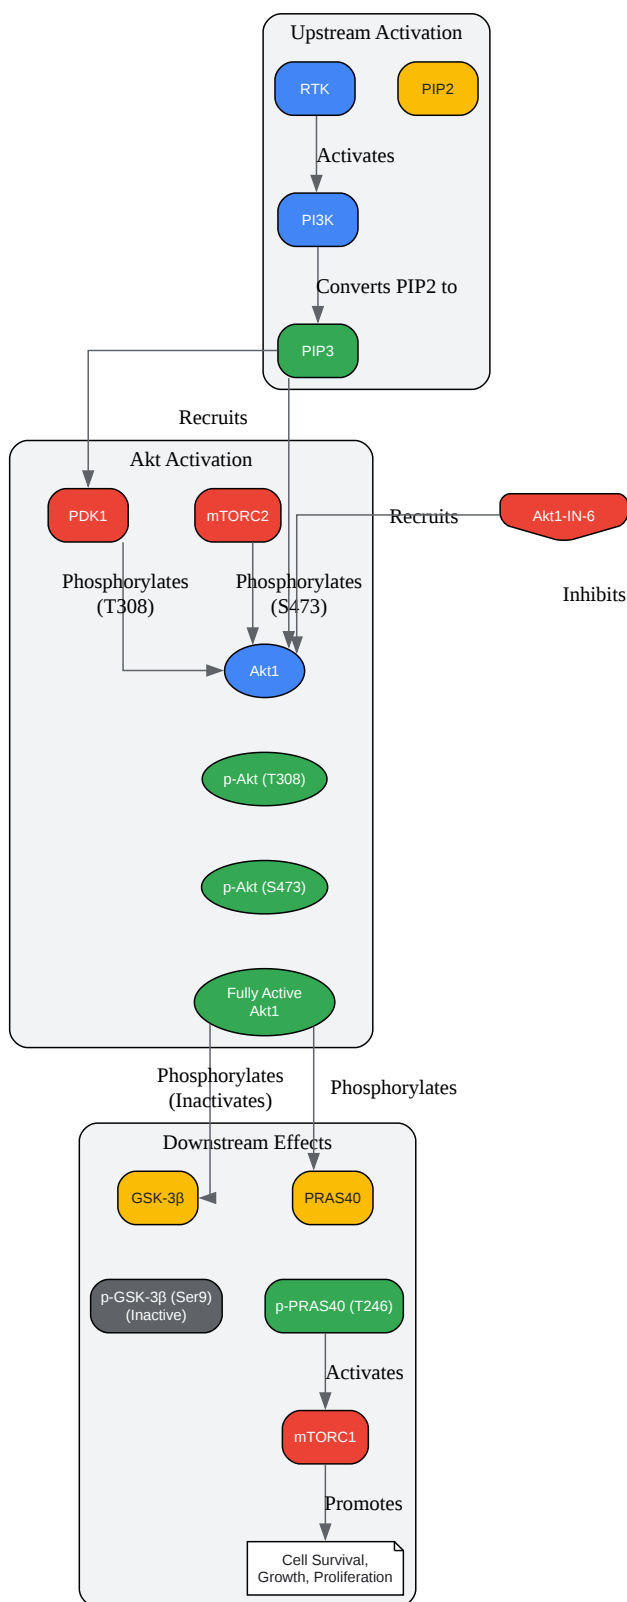 Upstream Activation
RTK
PIP2
Activates
PI3K
Converts PIP2 to
PIP3
Recruits
Akt Activation
PDK1
mTORC2
Recruits
Akt1-IN-6
Phosphorylates
(T308)
Phosphorylates
(S473)
Inhibits
Akt1
p-Akt (T308)
p-Akt (S473)
Fully Active
Akt1
Phosphorylates
(Inactivates)
Phosphorylates
Downstream Effects
GSK-3β
PRAS40
p-GSK-3β (Ser9)
(Inactive)
p-PRAS40 (T246)
Activates
mTORC1
Promotes
Cell Survival,
Growth, Proliferation